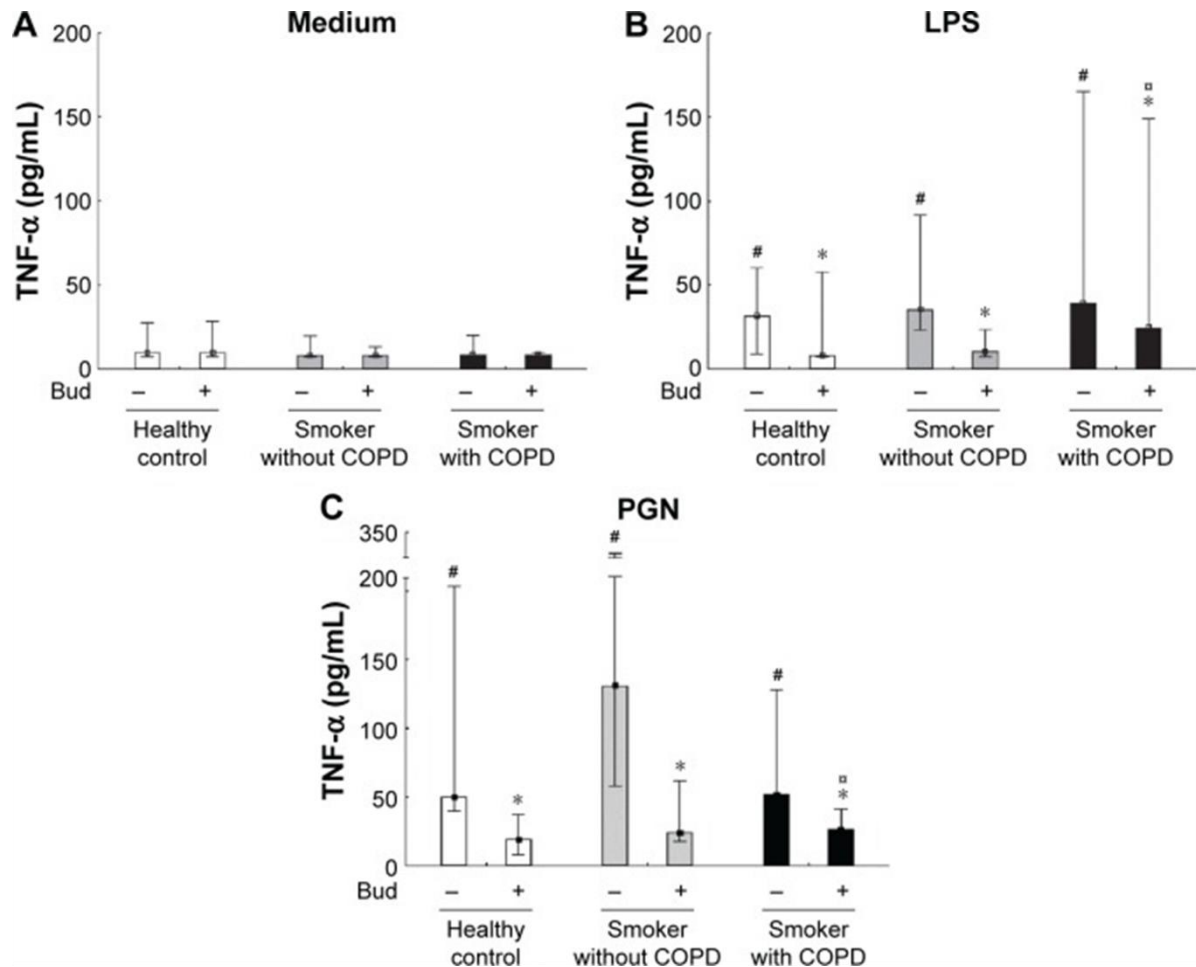 A
Medium
TNF-α (pg/mL)
200
150
100
50
0
Bud
– + – + – +
Healthy
control
Smoker
without COPD
Smoker
with COPD
B
LPS
TNF-α (pg/mL)
200
150
100
50
0
# * # * # ¤
*
Bud
– + – + – +
Healthy
control
Smoker
without COPD
Smoker
with COPD
C
PGN
TNF-α (pg/mL)
350
200
150
100
50
0
# * # * # ¤
*
Bud
– + – + – +
Healthy
control
Smoker
without COPD
Smoker
with COPD